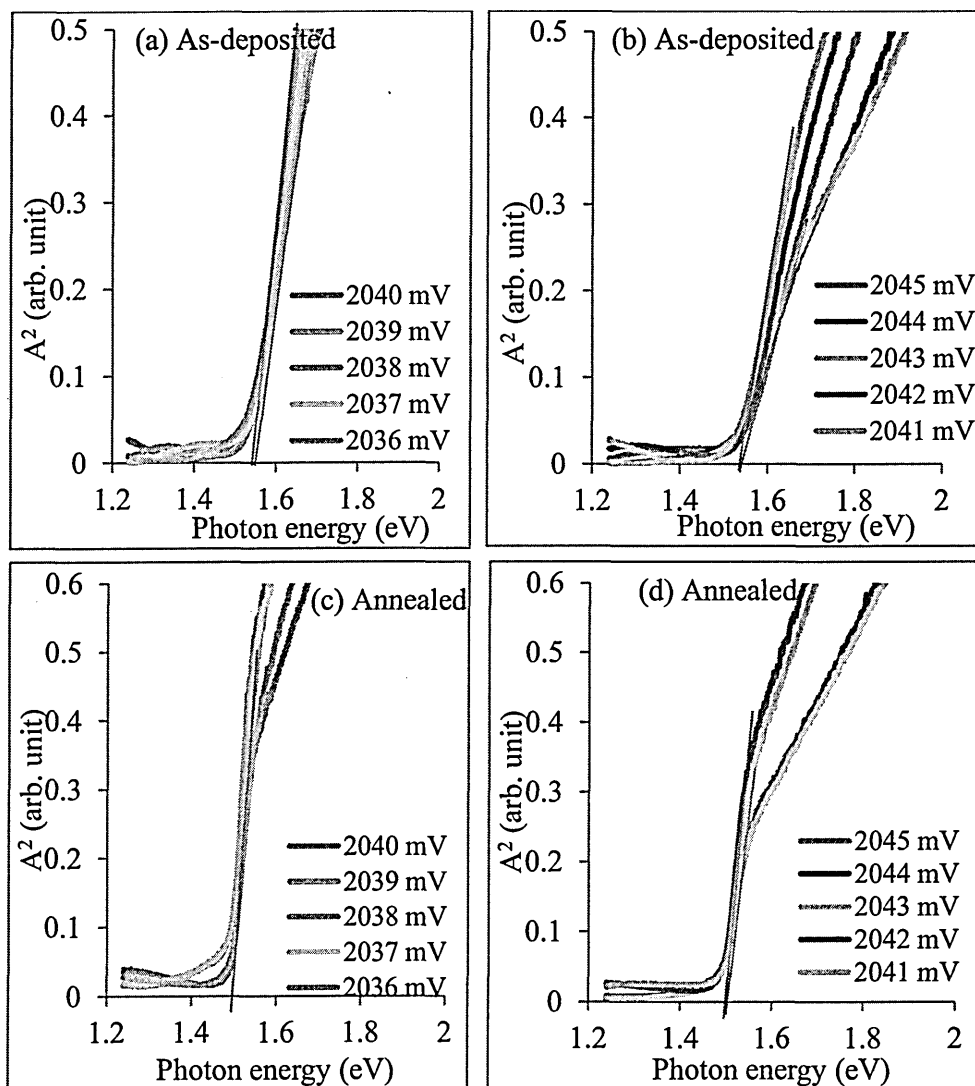 (a) As-deposited
0.5
0.4
0.3
0.2
0.1
0
A² (arb. unit)
2040 mV
2039 mV
2038 mV
2037 mV
2036 mV
1.2 1.4 1.6 1.8 2
Photon energy (eV)
(b) As-deposited
0.5
0.4
0.3
0.2
0.1
0
A² (arb. unit)
2045 mV
2044 mV
2043 mV
2042 mV
2041 mV
1.2 1.4 1.6 1.8 2
Photon energy (eV)
(c) Annealed
0.6
0.5
0.4
0.3
0.2
0.1
0
A² (arb. unit)
2040 mV
2039 mV
2038 mV
2037 mV
2036 mV
1.2 1.4 1.6 1.8 2
Photon energy (eV)
(d) Annealed
0.6
0.5
0.4
0.3
0.2
0.1
0
A² (arb. unit)
2045 mV
2044 mV
2043 mV
2042 mV
2041 mV
1.2 1.4 1.6 1.8 2
Photon energy (eV)